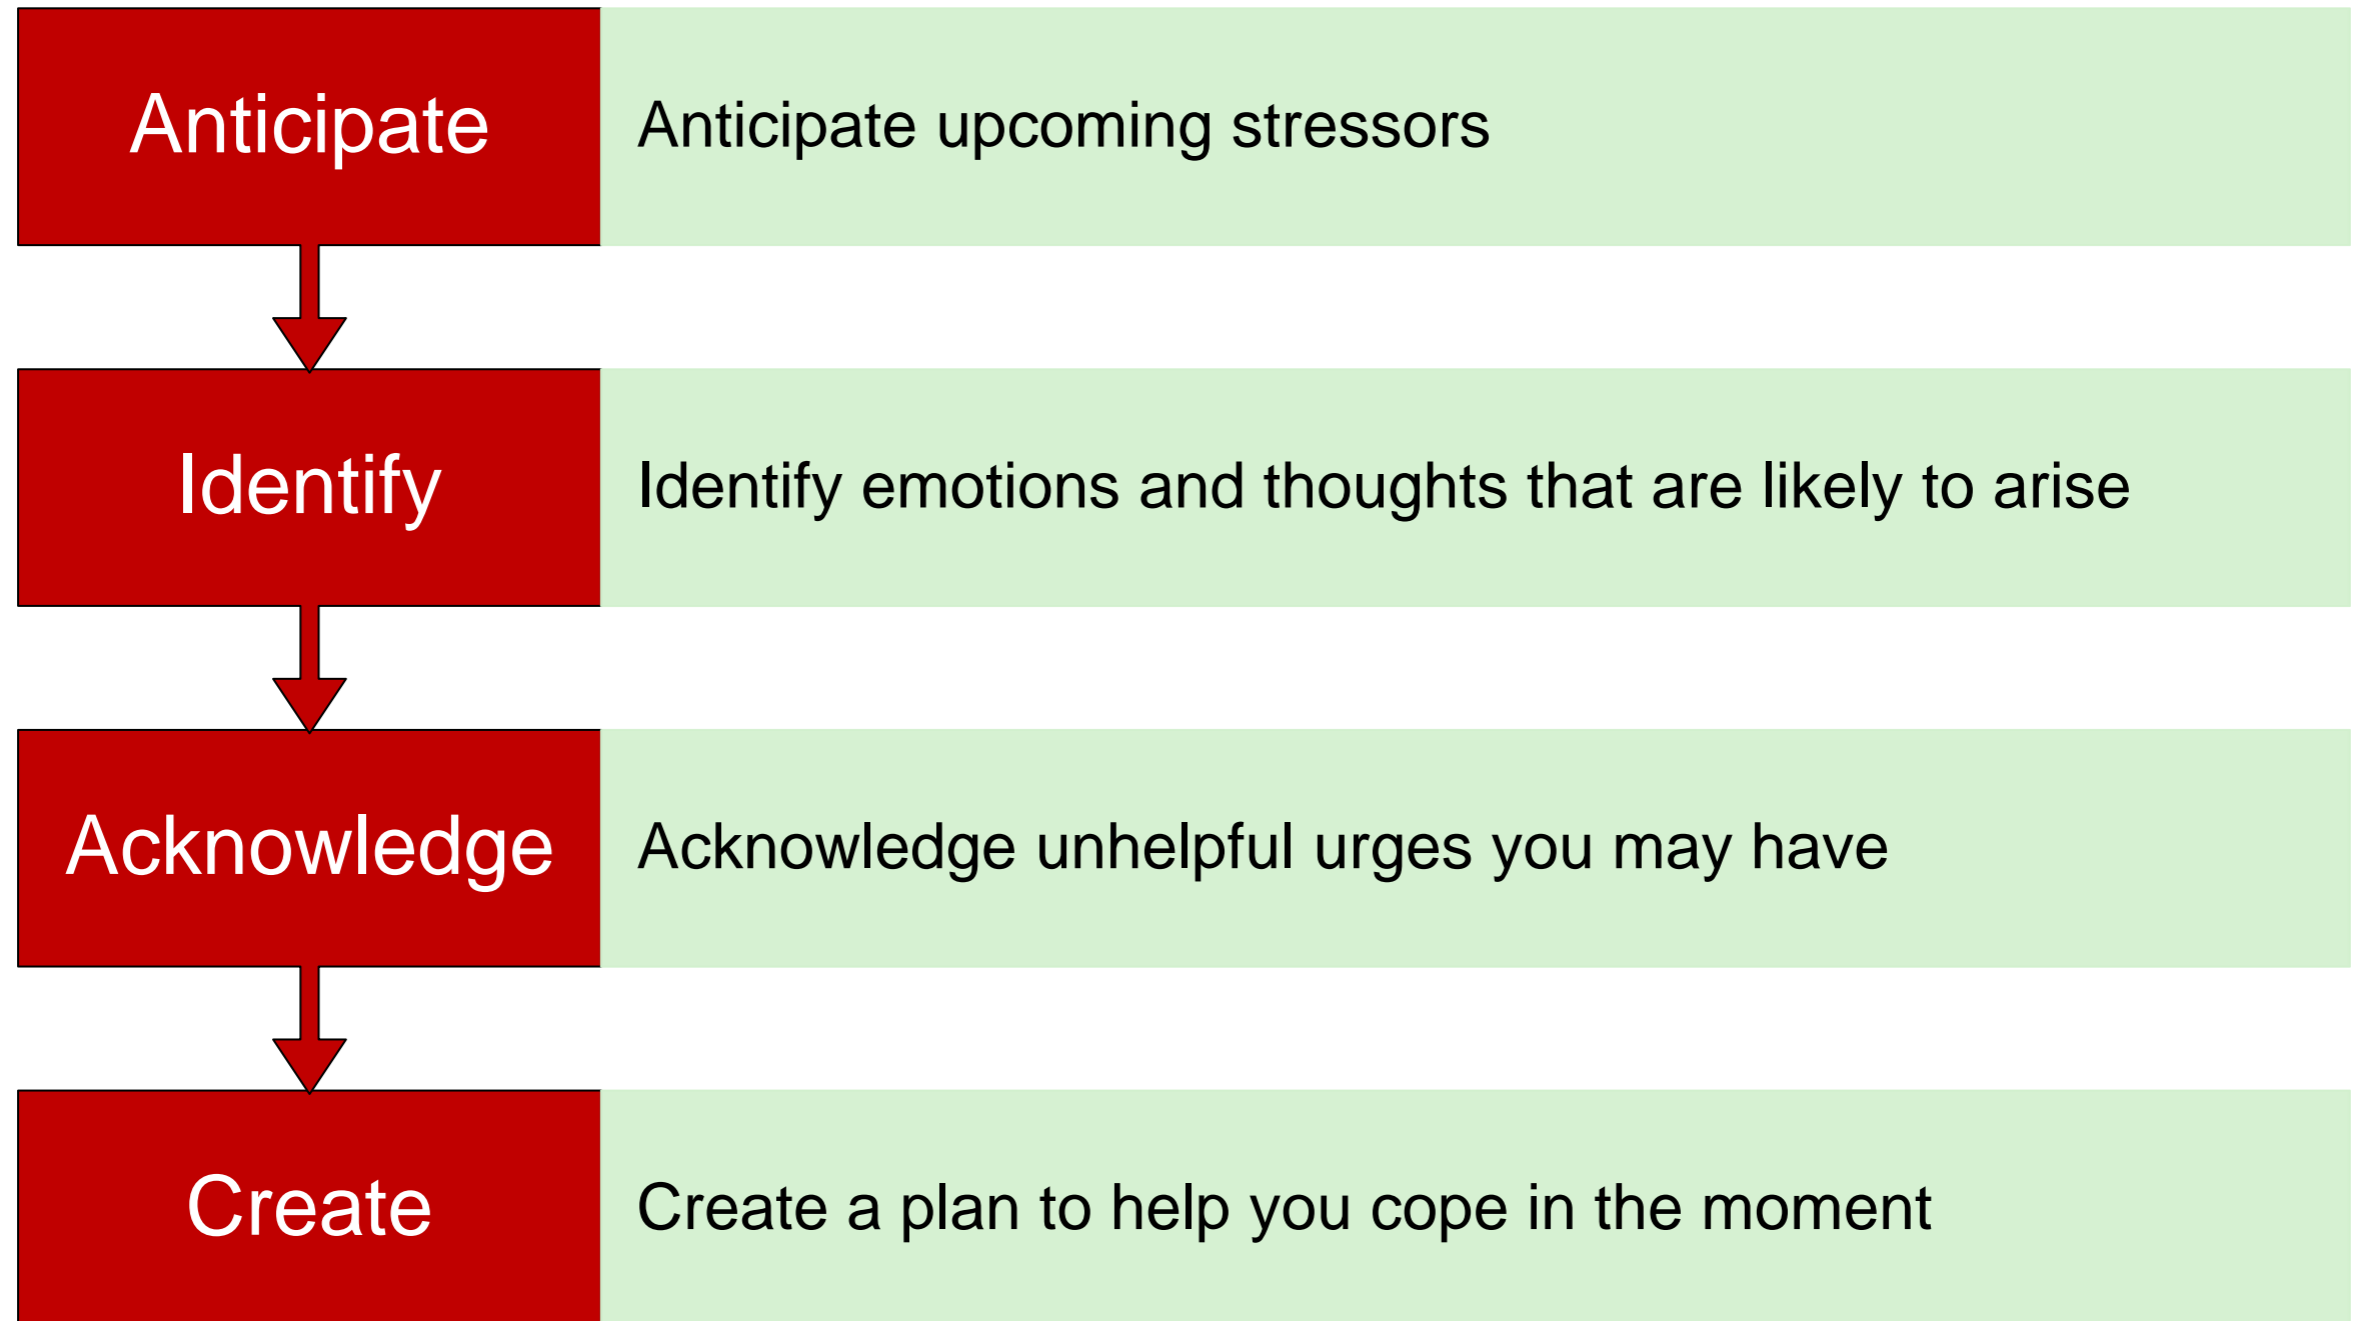 Anticipate
Anticipate upcoming stressors
Identify
Identify emotions and thoughts that are likely to arise
Acknowledge
Acknowledge unhelpful urges you may have
Create
Create a plan to help you cope in the moment